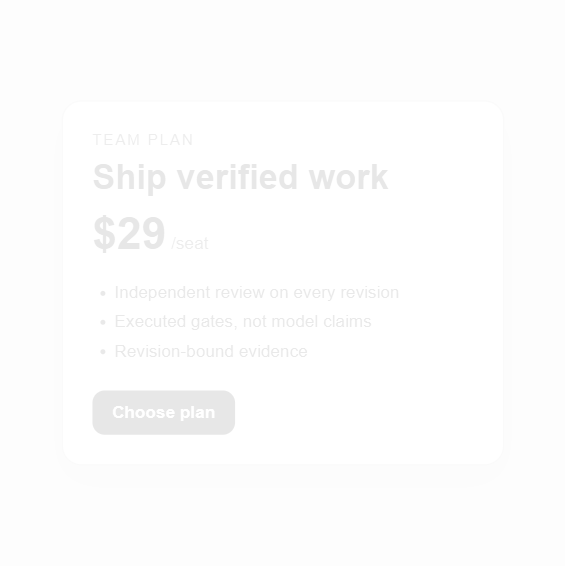 TEAM PLAN
Ship verified work
$29 /seat
• Independent review on every revision
• Executed gates, not model claims
• Revision-bound evidence
Choose plan